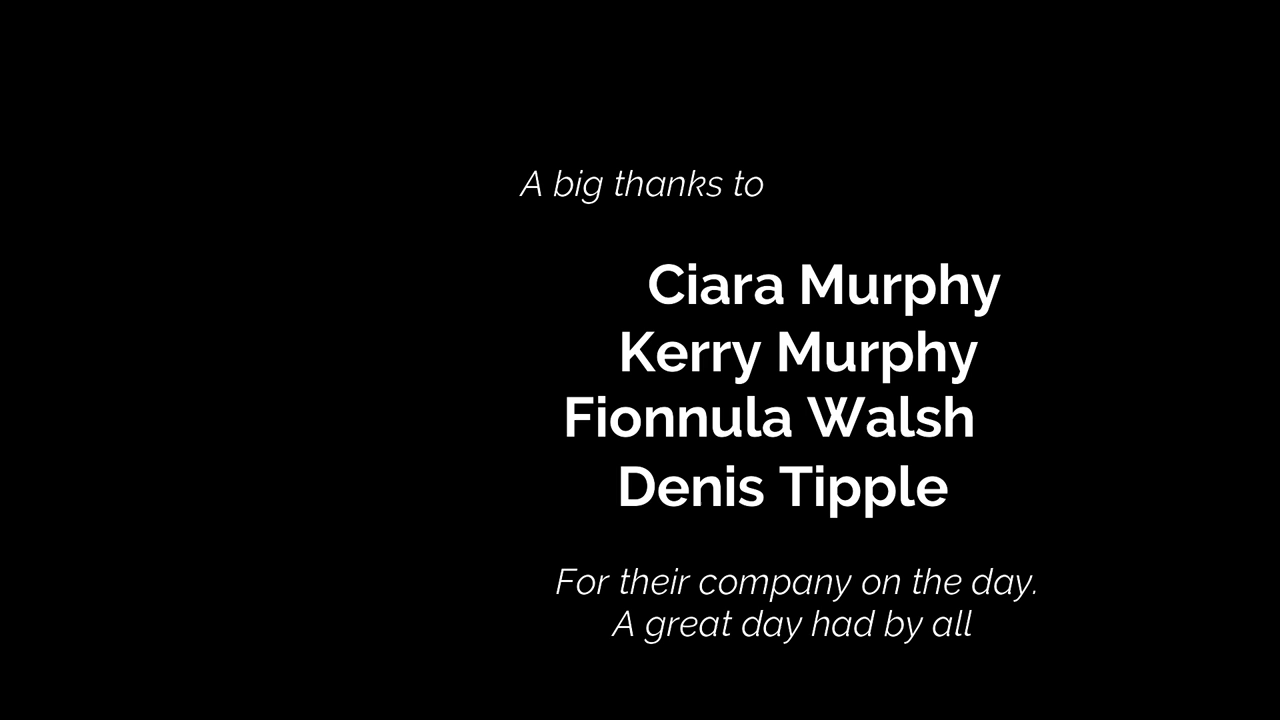 A big thanks to
Ciara Murphy
Kerry Murphy
Fionnula Walsh
Denis Tipple
For their company on the day.
A great day had by all